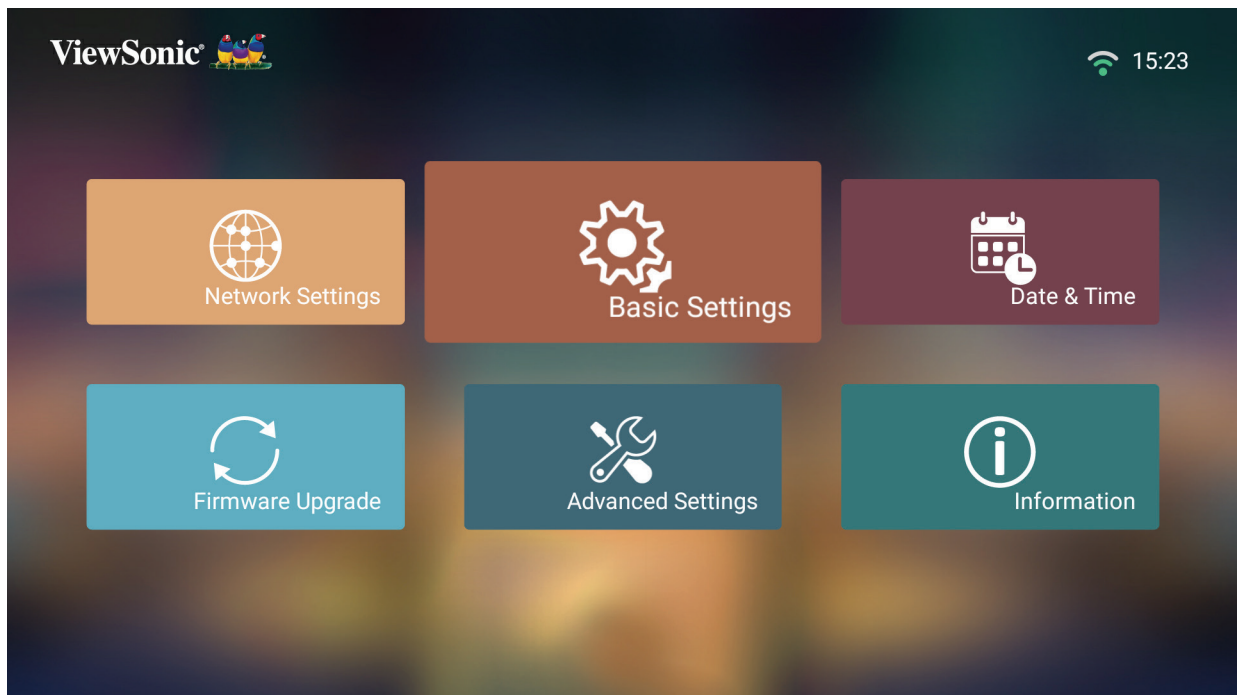 ViewSonic®
15:23
Network Settings
Basic Settings
Date & Time
Firmware Upgrade
Advanced Settings
Information